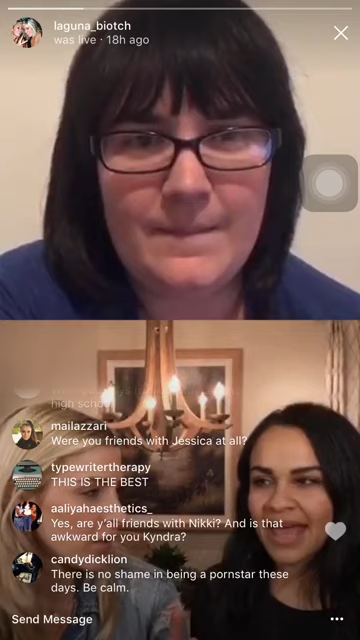 laguna_biotch
was live · 18h ago
high scho
mailazzari
Were you friends with Jessica at all?
typewritertherapy
THIS IS THE BEST
aaliyahaesthetics_
Yes, are y'all friends with Nikki? And is that
awkward for you Kyndra?
candydicklion
There is no shame in being a pornstar these
days. Be calm.
Send Message